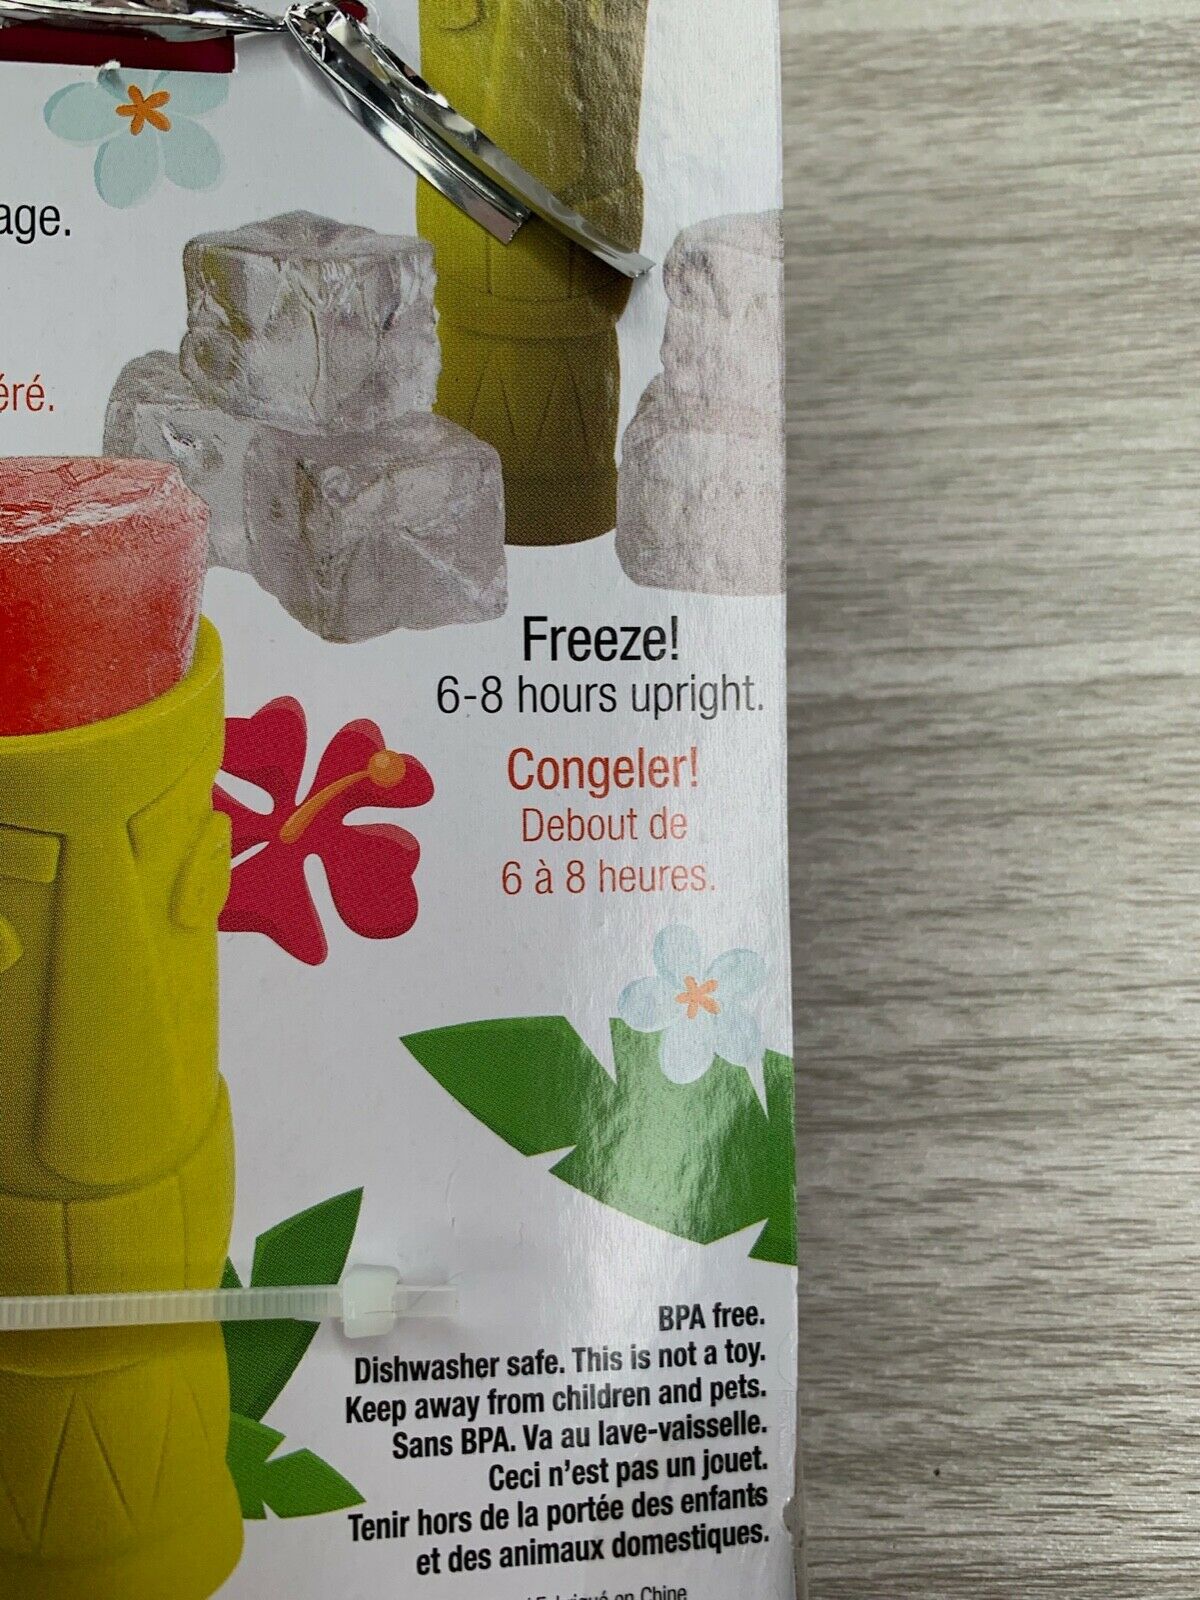 age.
éré.
Freeze!
6-8 hours upright.
Congeler!
Debout de
6 à 8 heures.
BPA free.
Dishwasher safe. This is not a toy.
Keep away from children and pets.
Sans BPA. Va au lave-vaisselle.
Ceci n'est pas un jouet.
Tenir hors de la portée des enfants
et des animaux domestiques.
en Chine